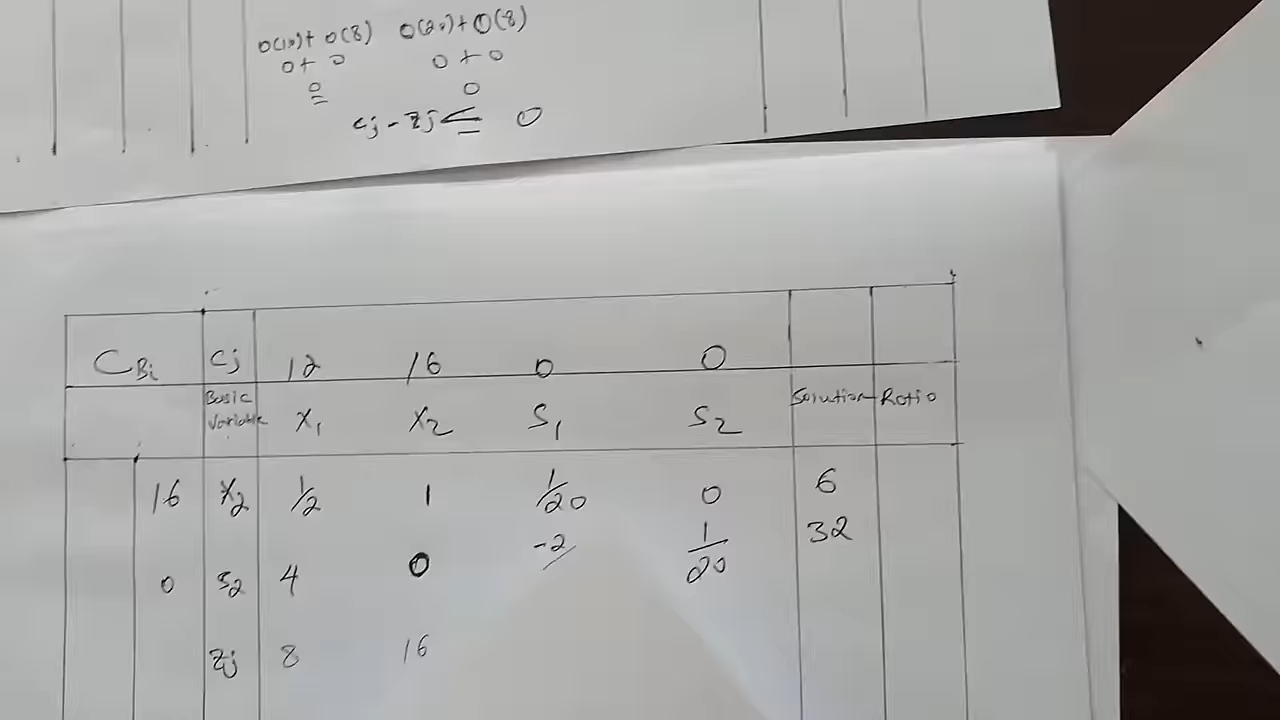 0(10)+ 0(8) 0(20)+0(8)
0+ 0 0 + 0
0 0
Cj - Zj ≤ 0
CBi Cj 12 16 0 0
Basic Variable X1 X2 S1 S2 Solution Ratio
16 X2 1/2 1 1/20 0 6
0 S2 4 0 -2/ 1/20 32
Zj 8 16